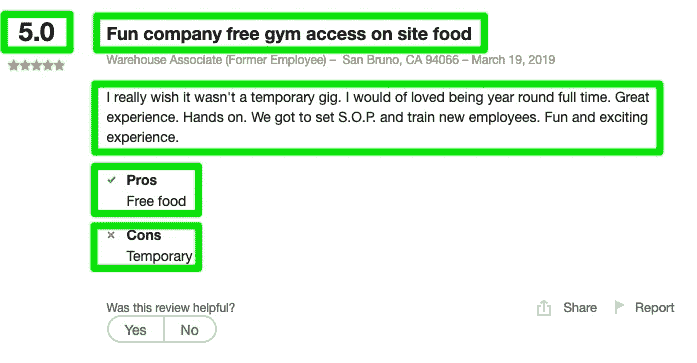 5.0
Fun company free gym access on site food
Warehouse Associate (Former Employee) – San Bruno, CA 94066 – March 19, 2019
I really wish it wasn't a temporary gig. I would of loved being year round full time. Great
experience. Hands on. We got to set S.O.P. and train new employees. Fun and exciting
experience.
Pros
Free food
Cons
Temporary
Was this review helpful?
Share
Report
Yes
No